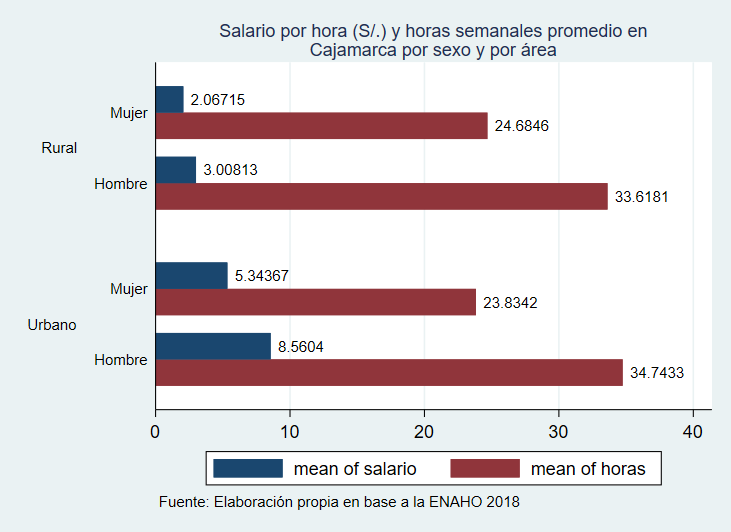 Salario por hora (S/.) y horas semanales promedio en
Cajamarca por sexo y por área
Rural
Mujer
2.06715
24.6846
Hombre
3.00813
33.6181
Urbano
Mujer
5.34367
23.8342
Hombre
8.5604
34.7433
0 10 20 30 40
mean of salario mean of horas
Fuente: Elaboración propia en base a la ENAHO 2018